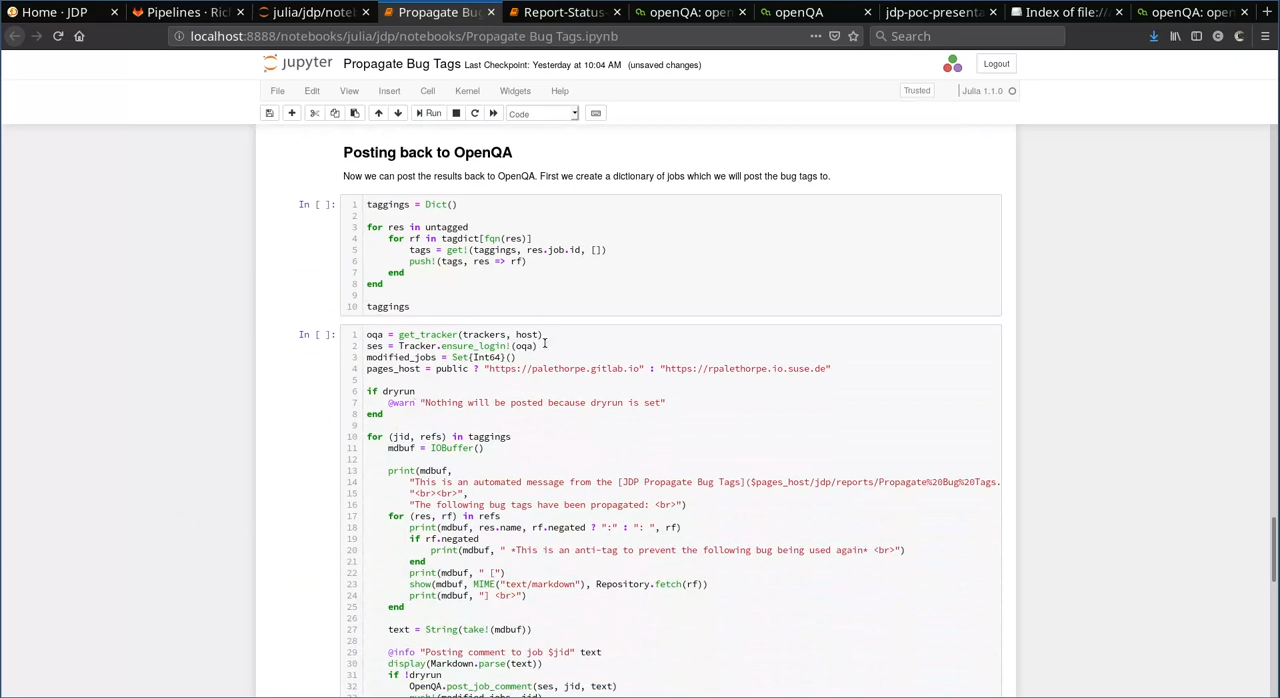 Home · JDP
Pipelines · Ric
julia/jdp/note
Propagate Bug
Report-Status-
openQA: open
openQA
jdp-poc-presenta
Index of file://
openQA: open
localhost:8888/notebooks/julia/jdp/notebooks/Propagate Bug Tags.ipynb
Search
jupyter Propagate Bug Tags Last Checkpoint: Yesterday at 10:04 AM (unsaved changes)
Logout
File Edit View Insert Cell Kernel Widgets Help
Trusted
Julia 1.1.0
Run
Code
Posting back to OpenQA
Now we can post the results back to OpenQA. First we create a dictionary of jobs which we will post the bug tags to.
In [ ]:
1 taggings = Dict()
2
3 for res in untagged
4     for rf in tagdict[fqn(res)]
5         tags = get!(taggings, res.job.id, [])
6         push!(tags, res => rf)
7     end
8 end
9
10 taggings
In [ ]:
1 oqa = get_tracker(trackers, host)
2 ses = Tracker.ensure_login!(oqa)
3 modified_jobs = Set{Int64}()
4 pages_host = public ? "https://palethorpe.gitlab.io" : "https://rpalethorpe.io.suse.de"
5
6 if dryrun
7     @warn "Nothing will be posted because dryrun is set"
8 end
9
10 for (jid, refs) in taggings
11     mdbuf = IOBuffer()
12
13     print(mdbuf,
14         "This is an automated message from the [JDP Propagate Bug Tags]($pages_host/jdp/reports/Propagate%20Bug%20Tags.
15         "<br><br>",
16         "The following bug tags have been propagated: <br>")
17     for (res, rf) in refs
18         print(mdbuf, res.name, rf.negated ? ":" : ": ", rf)
19         if rf.negated
20             print(mdbuf, " *This is an anti-tag to prevent the following bug being used again* <br>")
21         end
22         print(mdbuf, " [")
23         show(mdbuf, MIME("text/markdown"), Repository.fetch(rf))
24         print(mdbuf, "] <br>")
25     end
26
27     text = String(take!(mdbuf))
28
29     @info "Posting comment to job $jid" text
30     display(Markdown.parse(text))
31     if !dryrun
32         OpenQA.post_job_comment(ses, jid, text)